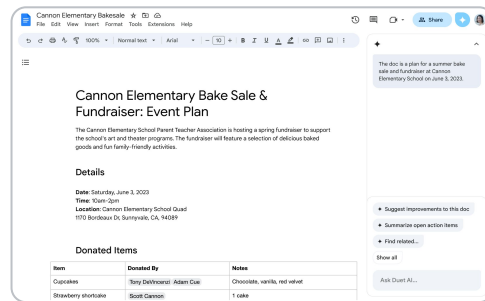 Cannon Elementary Bakesale
File Edit View Insert Format Tools Extensions Help
Share
100% Normal text Arial − 10 + B I U A
Cannon Elementary Bake Sale &
Fundraiser: Event Plan
The Cannon Elementary School Parent Teacher Association is hosting a spring fundraiser to support
the school's art and theater programs. The fundraiser will feature a selection of delicious baked
goods and fun family-friendly activities.
Details
Date: Saturday, June 3, 2023
Time: 10am-2pm
Location: Cannon Elementary School Quad
1170 Bordeaux Dr, Sunnyvale, CA, 94089
Donated Items
Item Donated By Notes
Cupcakes Tony DaVincenzi Adam Cue Chocolate, vanilla, red velvet
Strawberry shortcake Scott Cannon 1 cake
The doc is a plan for a summer bake
sale and fundraiser at Cannon
Elementary School on June 3, 2023.
Suggest improvements to this doc
Summarize open action items
Find related...
Show all
Ask Duet AI...